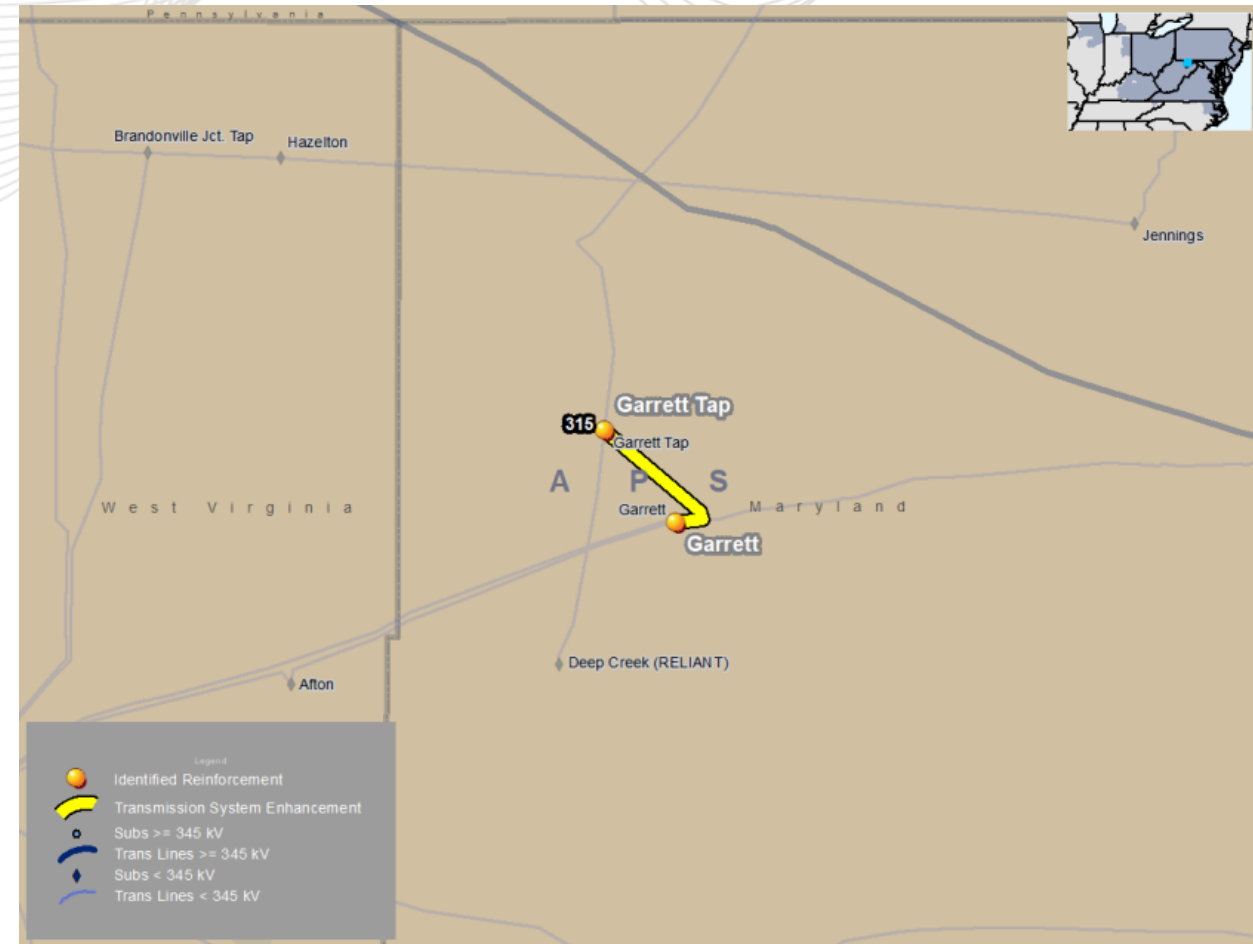 Pennsylvania
Brandonville Jct. Tap
Hazelton
Jennings
Garrett Tap
315
Garrett Tap
A P S
West Virginia
Garrett
Maryland
Garrett
Deep Creek (RELIANT)
Afton
Legend
Identified Reinforcement
Transmission System Enhancement
Subs >= 345 kV
Trans Lines >= 345 kV
Subs < 345 kV
Trans Lines < 345 kV